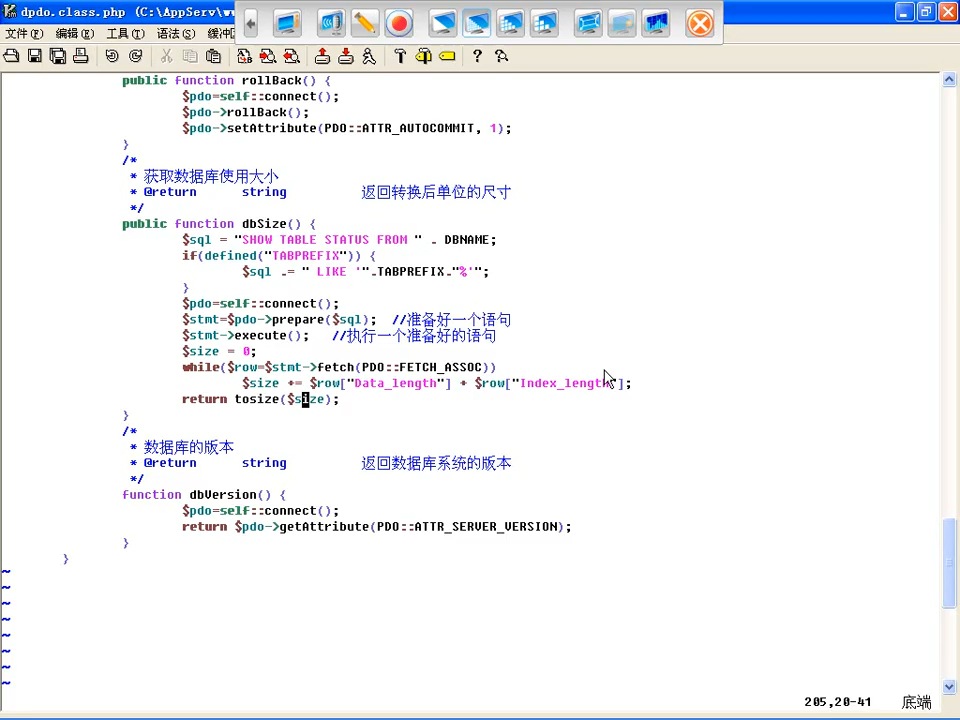 dpdo.class.php (C:\AppServ\ww
文件(F) 编辑(E) 工具(T) 语法(S) 缓冲区
public function rollBack() {
$pdo=self::connect();
$pdo->rollBack();
$pdo->setAttribute(PDO::ATTR_AUTOCOMMIT, 1);
}
/*
* 获取数据库使用大小
* @return string 返回转换后单位的尺寸
*/
public function dbSize() {
$sql = "SHOW TABLE STATUS FROM " . DBNAME;
if(defined("TABPREFIX")) {
$sql .= " LIKE '".TABPREFIX."%'";
}
$pdo=self::connect();
$stmt=$pdo->prepare($sql); //准备好一个语句
$stmt->execute(); //执行一个准备好的语句
$size = 0;
while($row=$stmt->fetch(PDO::FETCH_ASSOC))
$size += $row["Data_length"] + $row["Index_length"];
return tosize($size);
}
/*
* 数据库的版本
* @return string 返回数据库系统的版本
*/
function dbVersion() {
$pdo=self::connect();
return $pdo->getAttribute(PDO::ATTR_SERVER_VERSION);
}
}
~
~
~
~
~
~
~
~
205,20-41 底端